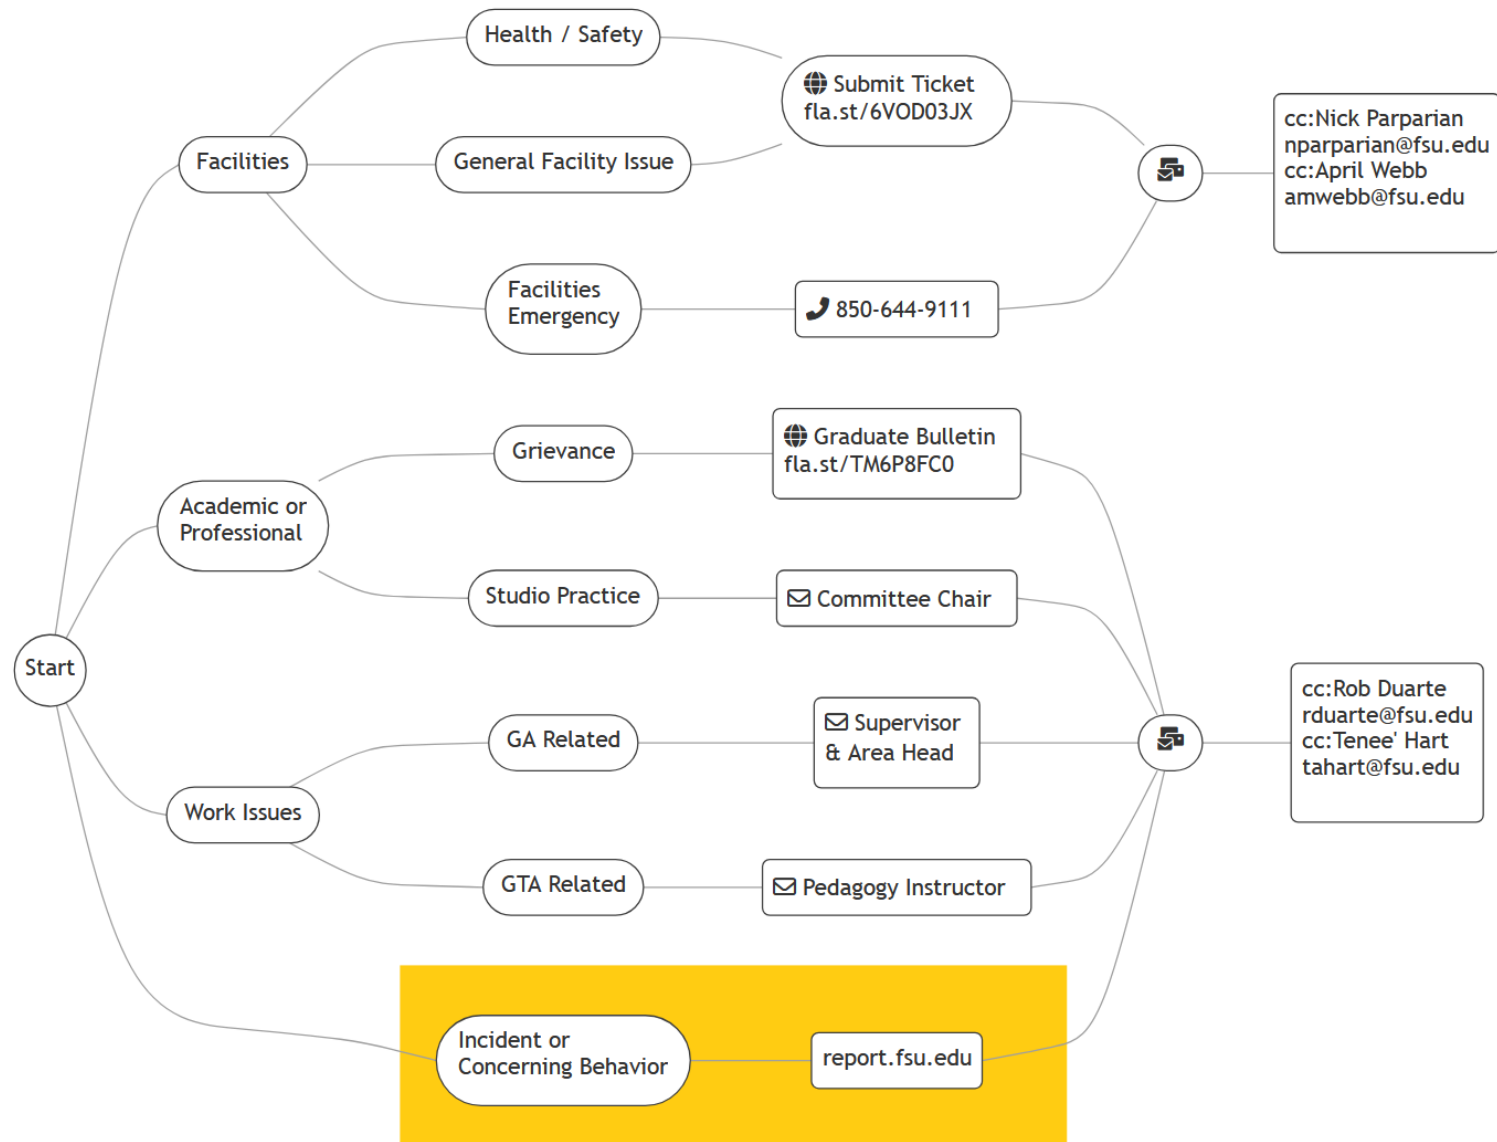 Health / Safety
Submit Ticket
fla.st/6VOD03JX
cc:Nick Parparian
nparparian@fsu.edu
cc:April Webb
amwebb@fsu.edu
Facilities
General Facility Issue
Facilities
Emergency
850-644-9111
Grievance
Graduate Bulletin
fla.st/TM6P8FC0
Academic or
Professional
Studio Practice
Committee Chair
Start
GA Related
Supervisor
& Area Head
cc:Rob Duarte
rduarte@fsu.edu
cc:Tenee' Hart
tahart@fsu.edu
Work Issues
GTA Related
Pedagogy Instructor
Incident or
Concerning Behavior
report.fsu.edu